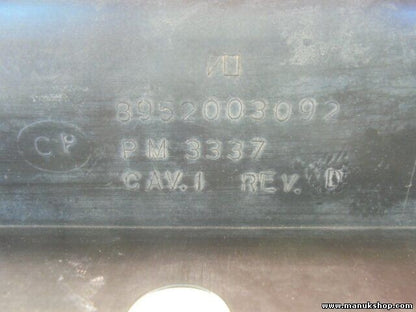 8952003092
CP
PM 3337
CAV.1 REV. D
www.manukshop.com